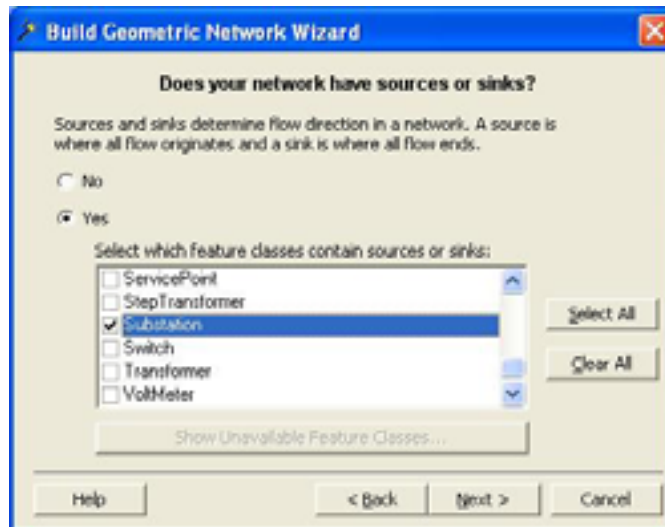 Build Geometric Network Wizard
Does your network have sources or sinks?
Sources and sinks determine flow direction in a network. A source is
where all flow originates and a sink is where all flow ends.
No
Yes
Select which feature classes contain sources or sinks:
ServicePoint
StepTransformer
Substation
Switch
Transformer
VoltMeter
Select All
Clear All
Show Unavailable Feature Classes...
Help
< Back
Next >
Cancel